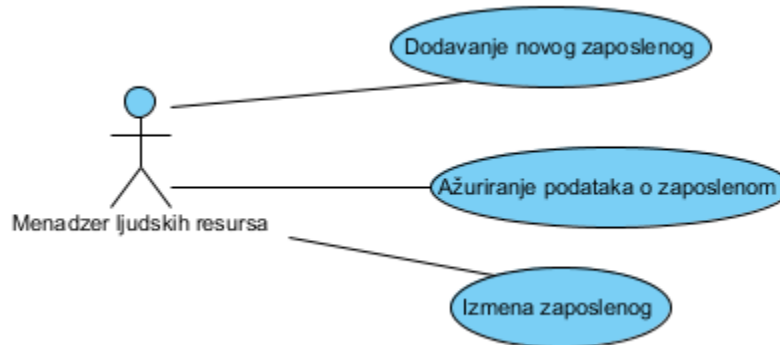 Dodavanje novog zaposlenog
Ažuriranje podataka o zaposlenom
Menadzer ljudskih resursa
Izmena zaposlenog